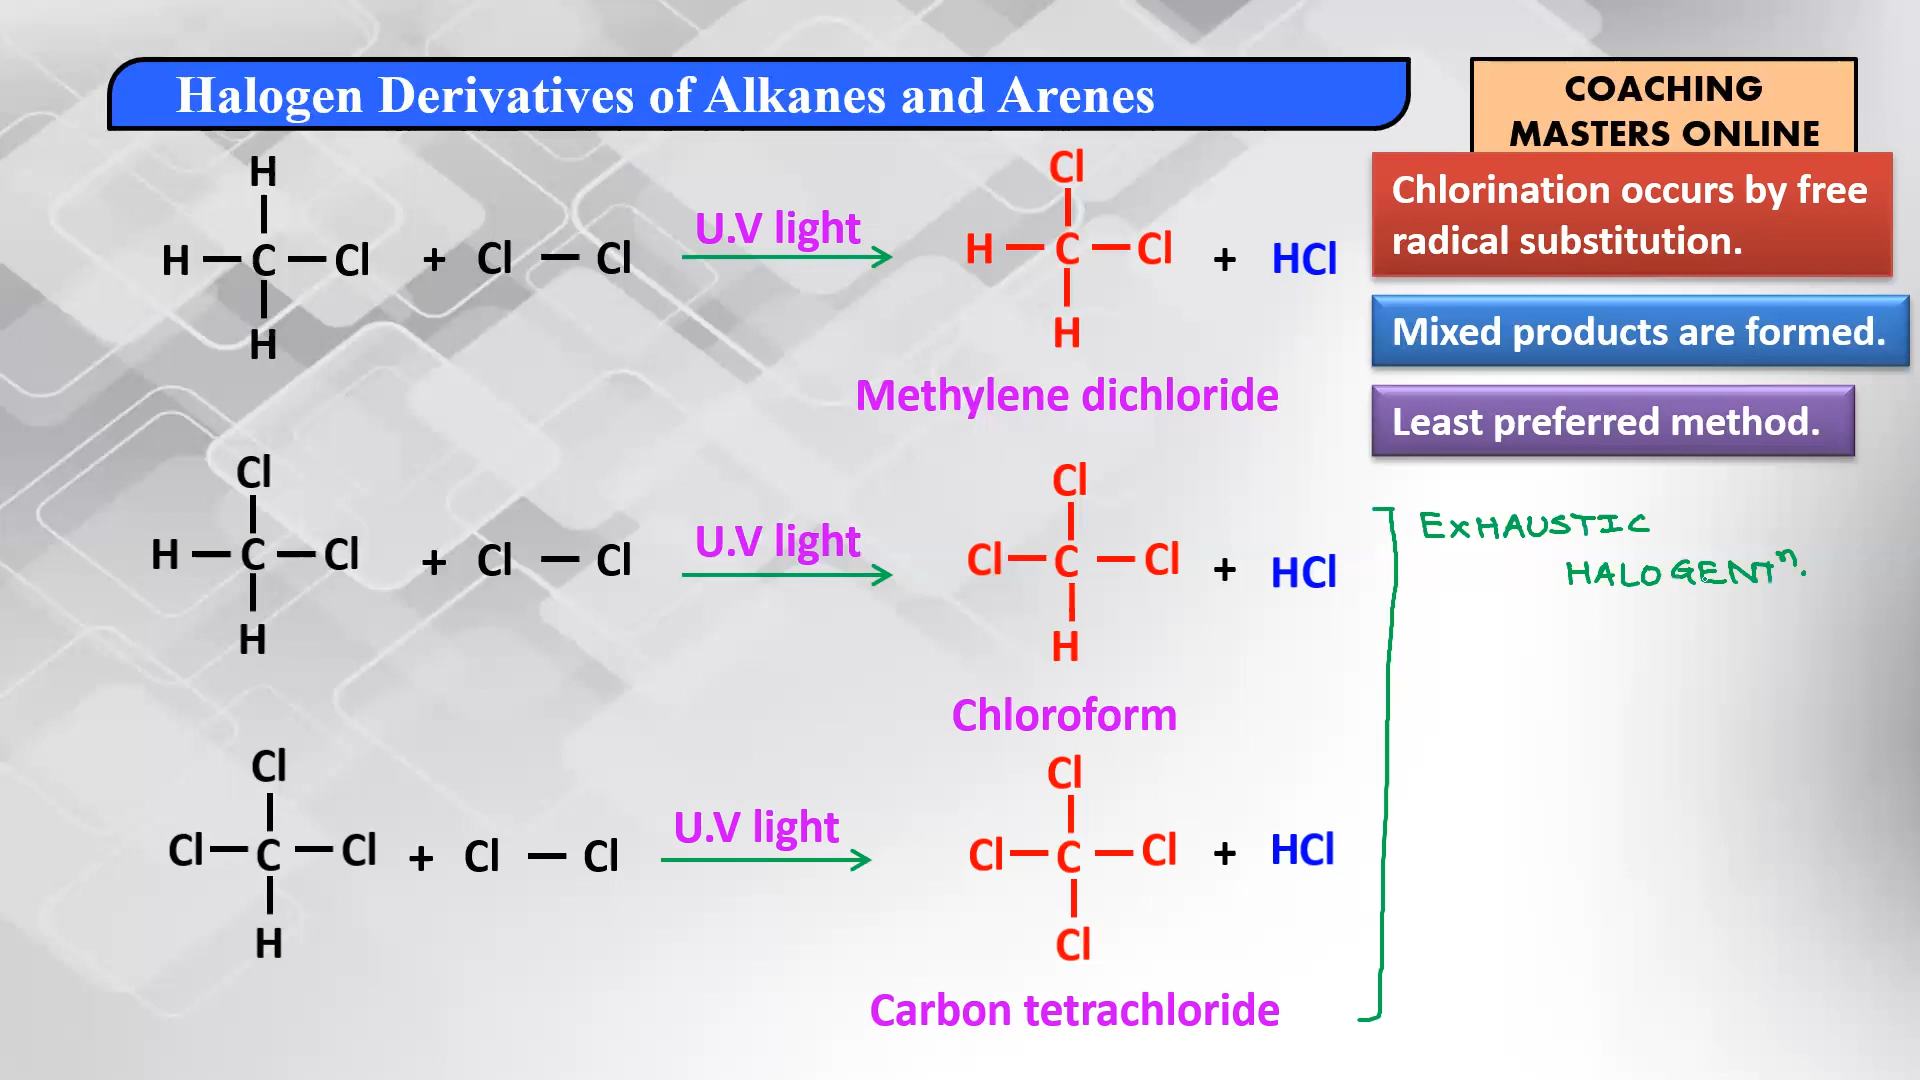 Halogen Derivatives of Alkanes and Arenes
COACHING
MASTERS ONLINE
Chlorination occurs by free
radical substitution.
Mixed products are formed.
Least preferred method.
H
H — C — Cl + Cl — Cl U.V light H — C — Cl + HCl
H
Cl
H
Methylene dichloride
Cl
H — C — Cl + Cl — Cl U.V light Cl — C — Cl + HCl
H
Cl
H
Chloroform
Cl
Cl — C — Cl + Cl — Cl U.V light Cl — C — Cl + HCl
H
Cl
Cl
Carbon tetrachloride
EXHAUSTIC
HALOGENTⁿ.